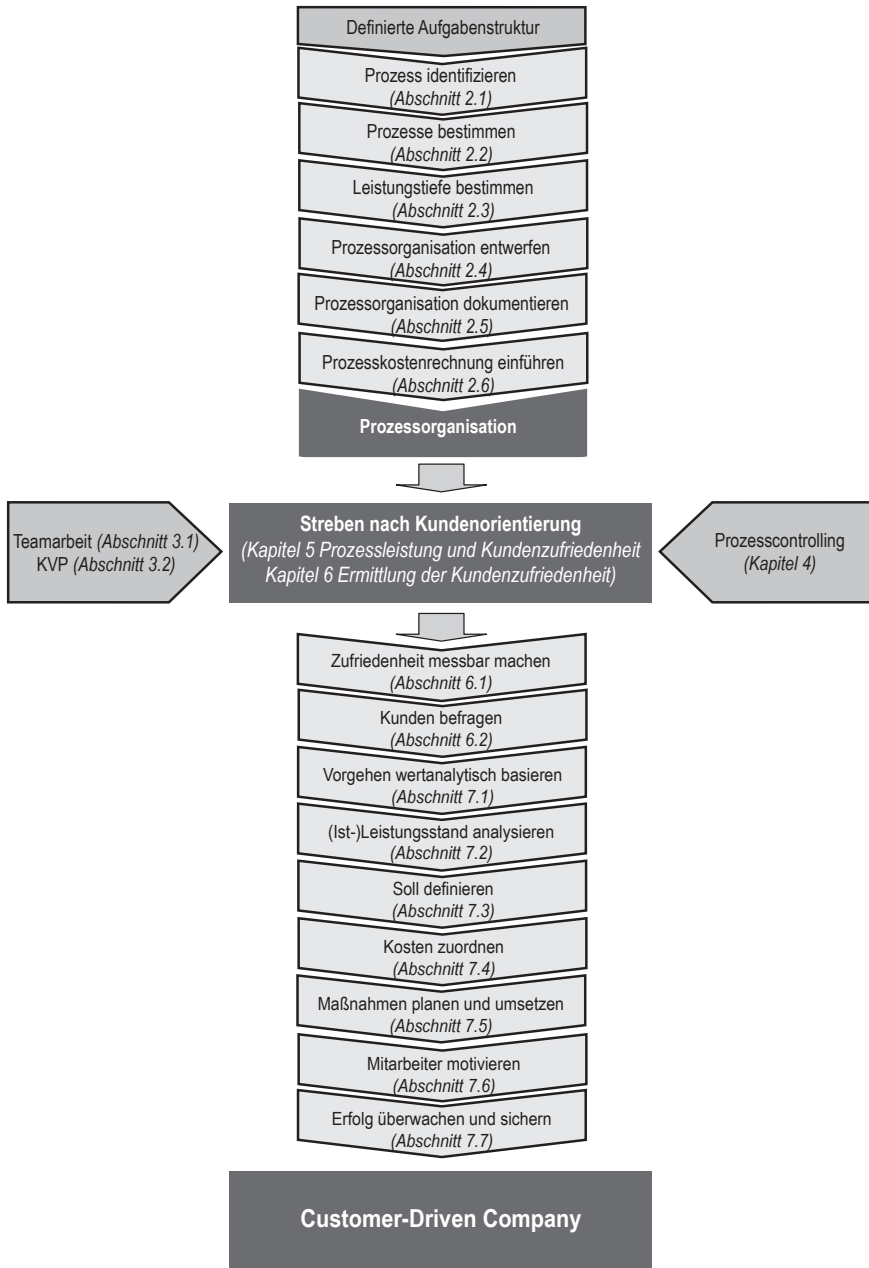 Definierte Aufgabenstruktur
Prozess identifizieren
(Abschnitt 2.1)
Prozesse bestimmen
(Abschnitt 2.2)
Leistungstiefe bestimmen
(Abschnitt 2.3)
Prozessorganisation entwerfen
(Abschnitt 2.4)
Prozessorganisation dokumentieren
(Abschnitt 2.5)
Prozesskostenrechnung einführen
(Abschnitt 2.6)
Prozessorganisation
Teamarbeit (Abschnitt 3.1)
KVP (Abschnitt 3.2)
Streben nach Kundenorientierung
(Kapitel 5 Prozessleistung und Kundenzufriedenheit
Kapitel 6 Ermittlung der Kundenzufriedenheit)
Prozesscontrolling
(Kapitel 4)
Zufriedenheit messbar machen
(Abschnitt 6.1)
Kunden befragen
(Abschnitt 6.2)
Vorgehen wertanalytisch basieren
(Abschnitt 7.1)
(Ist-)Leistungsstand analysieren
(Abschnitt 7.2)
Soll definieren
(Abschnitt 7.3)
Kosten zuordnen
(Abschnitt 7.4)
Maßnahmen planen und umsetzen
(Abschnitt 7.5)
Mitarbeiter motivieren
(Abschnitt 7.6)
Erfolg überwachen und sichern
(Abschnitt 7.7)
Customer-Driven Company